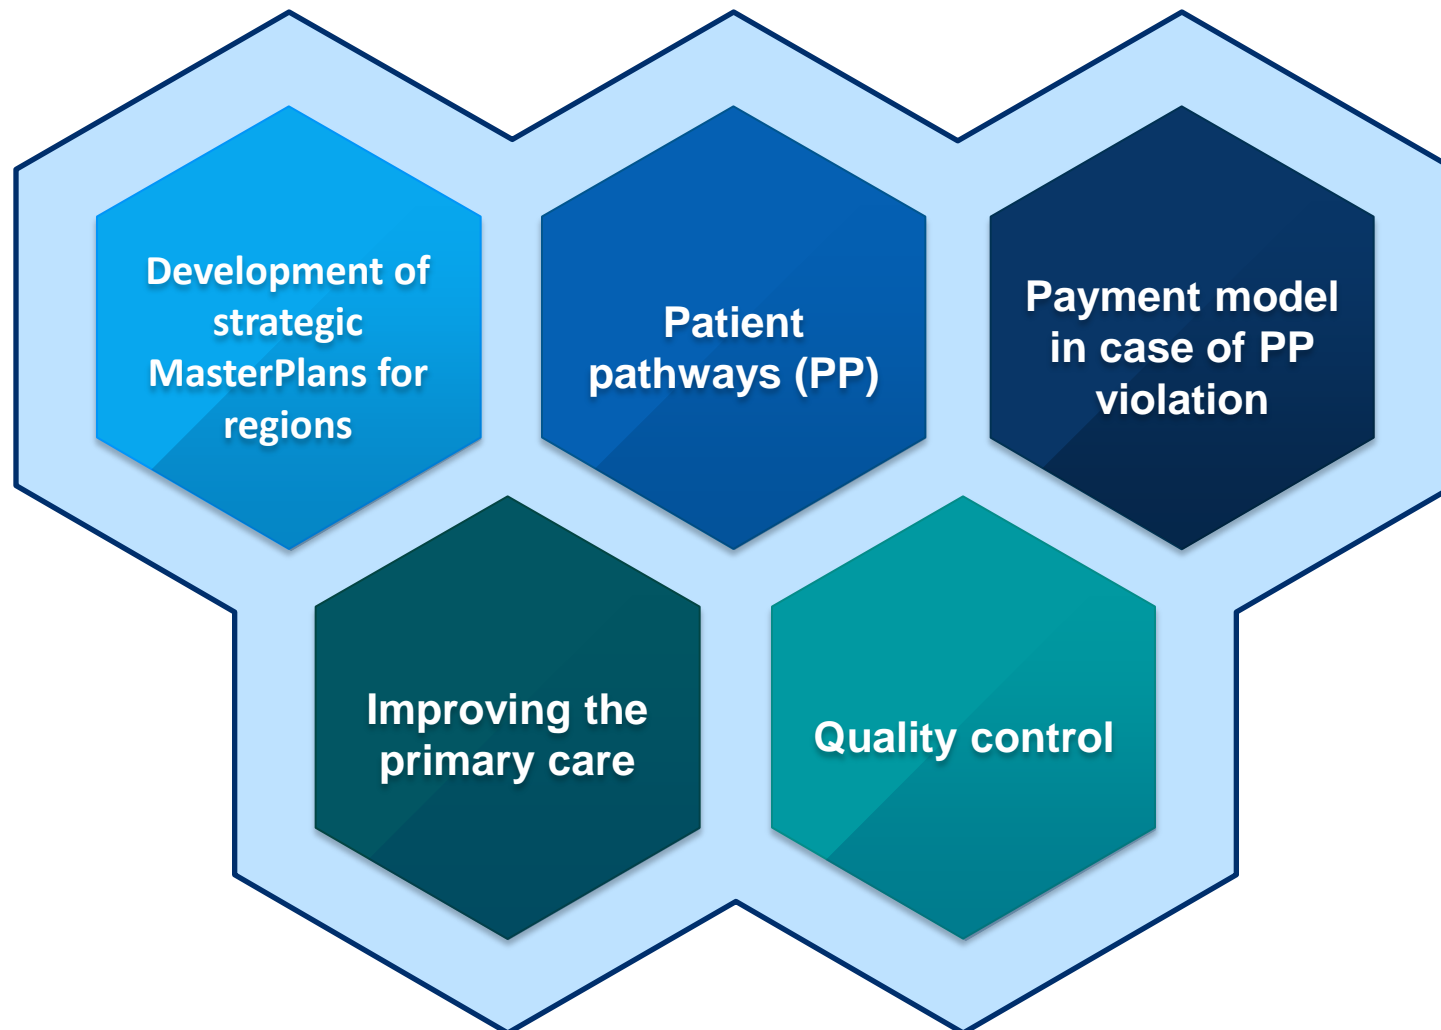 Development of
strategic
MasterPlans for
regions
Patient
pathways (PP)
Payment model
in case of PP
violation
Improving the
primary care
Quality control